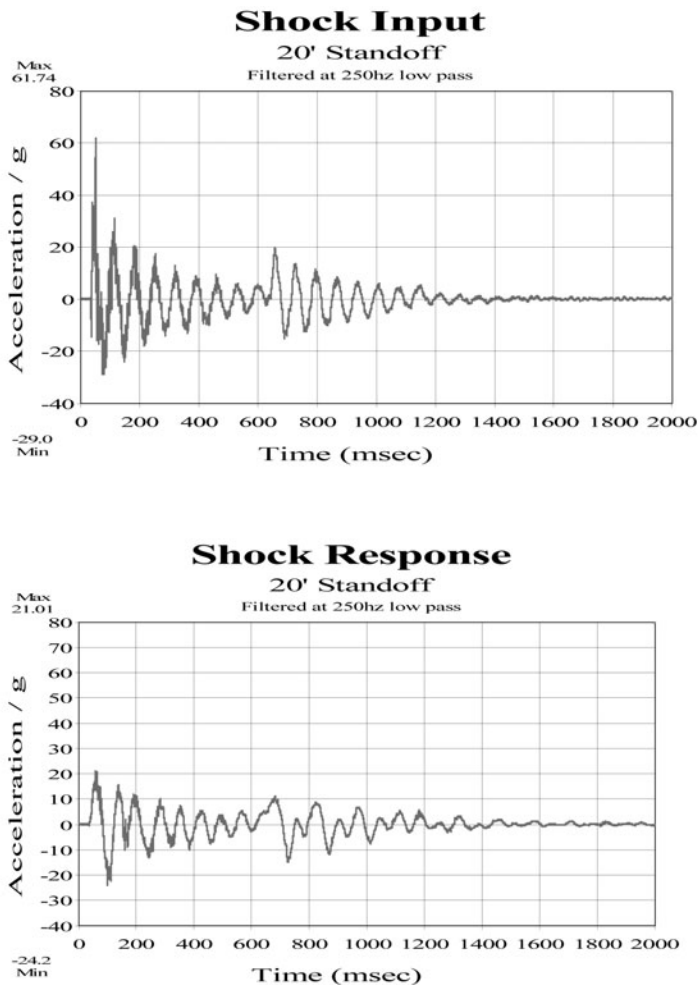 Shock Input
20' Standoff
Filtered at 250hz low pass
Max
61.74
80
60
40
20
0
-20
-40
Acceleration / g
-29.0
Min
0 200 400 600 800 1000 1200 1400 1600 1800 2000
Time (msec)
Shock Response
20' Standoff
Filtered at 250hz low pass
Max
21.01
80
70
60
50
40
30
20
10
0
-10
-20
-30
-40
Acceleration / g
-24.2
Min
0 200 400 600 800 1000 1200 1400 1600 1800 2000
Time (msec)